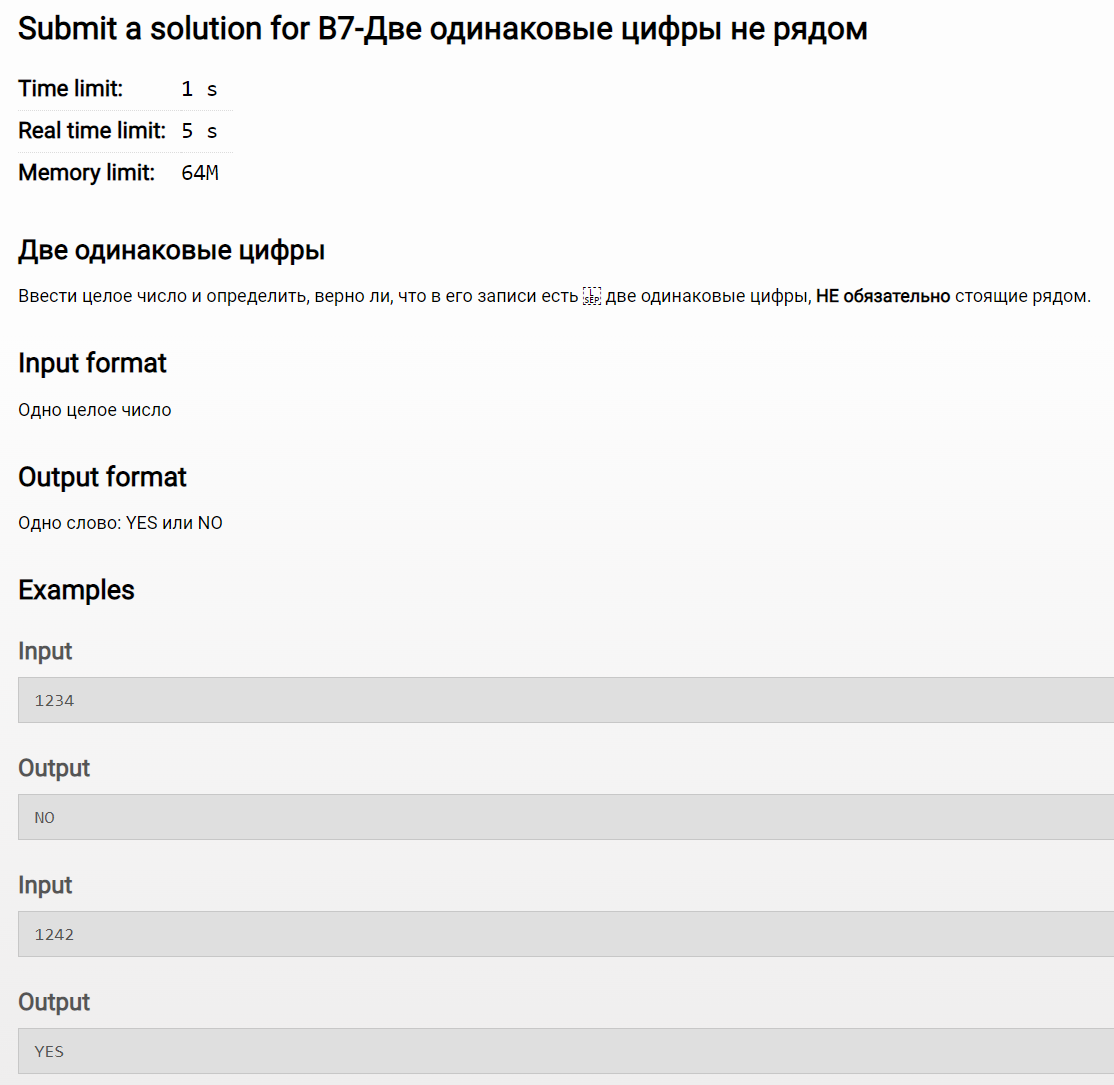 Submit a solution for B7-Две одинаковые цифры не рядом
Time limit: 1 s
Real time limit: 5 s
Memory limit: 64M
Две одинаковые цифры
Ввести целое число и определить, верно ли, что в его записи есть L SEP две одинаковые цифры, НЕ обязательно стоящие рядом.
Input format
Одно целое число
Output format
Одно слово: YES или NO
Examples
Input
1234
Output
NO
Input
1242
Output
YES